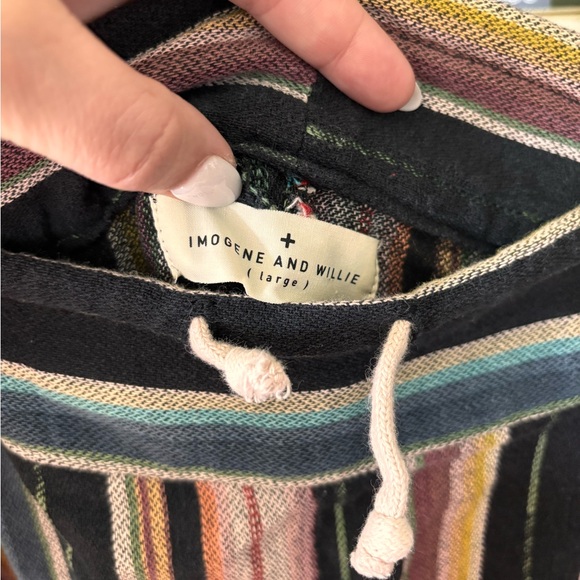 +
IMOGENE AND WILLIE
( large )